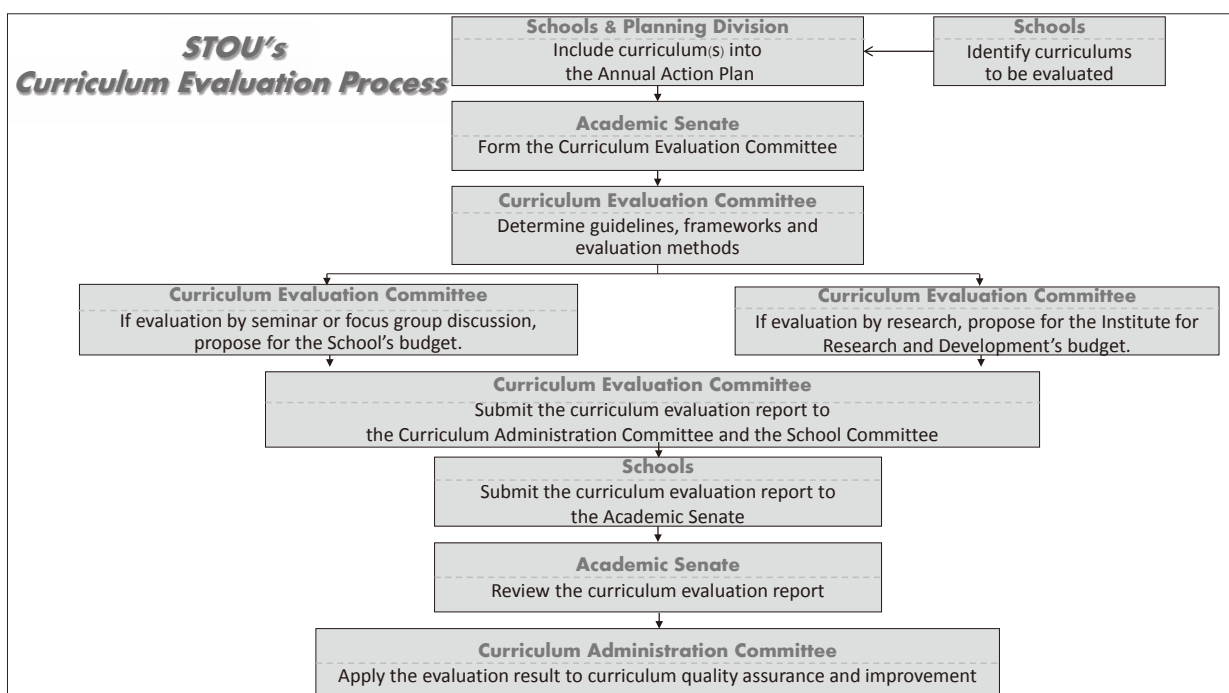 STOU's
Curriculum Evaluation Process
Schools & Planning Division
Include curriculum(s) into
the Annual Action Plan
Schools
Identify curriculums
to be evaluated
Academic Senate
Form the Curriculum Evaluation Committee
Curriculum Evaluation Committee
Determine guidelines, frameworks and
evaluation methods
Curriculum Evaluation Committee
If evaluation by seminar or focus group discussion,
propose for the School's budget.
Curriculum Evaluation Committee
If evaluation by research, propose for the Institute for
Research and Development's budget.
Curriculum Evaluation Committee
Submit the curriculum evaluation report to
the Curriculum Administration Committee and the School Committee
Schools
Submit the curriculum evaluation report to
the Academic Senate
Academic Senate
Review the curriculum evaluation report
Curriculum Administration Committee
Apply the evaluation result to curriculum quality assurance and improvement